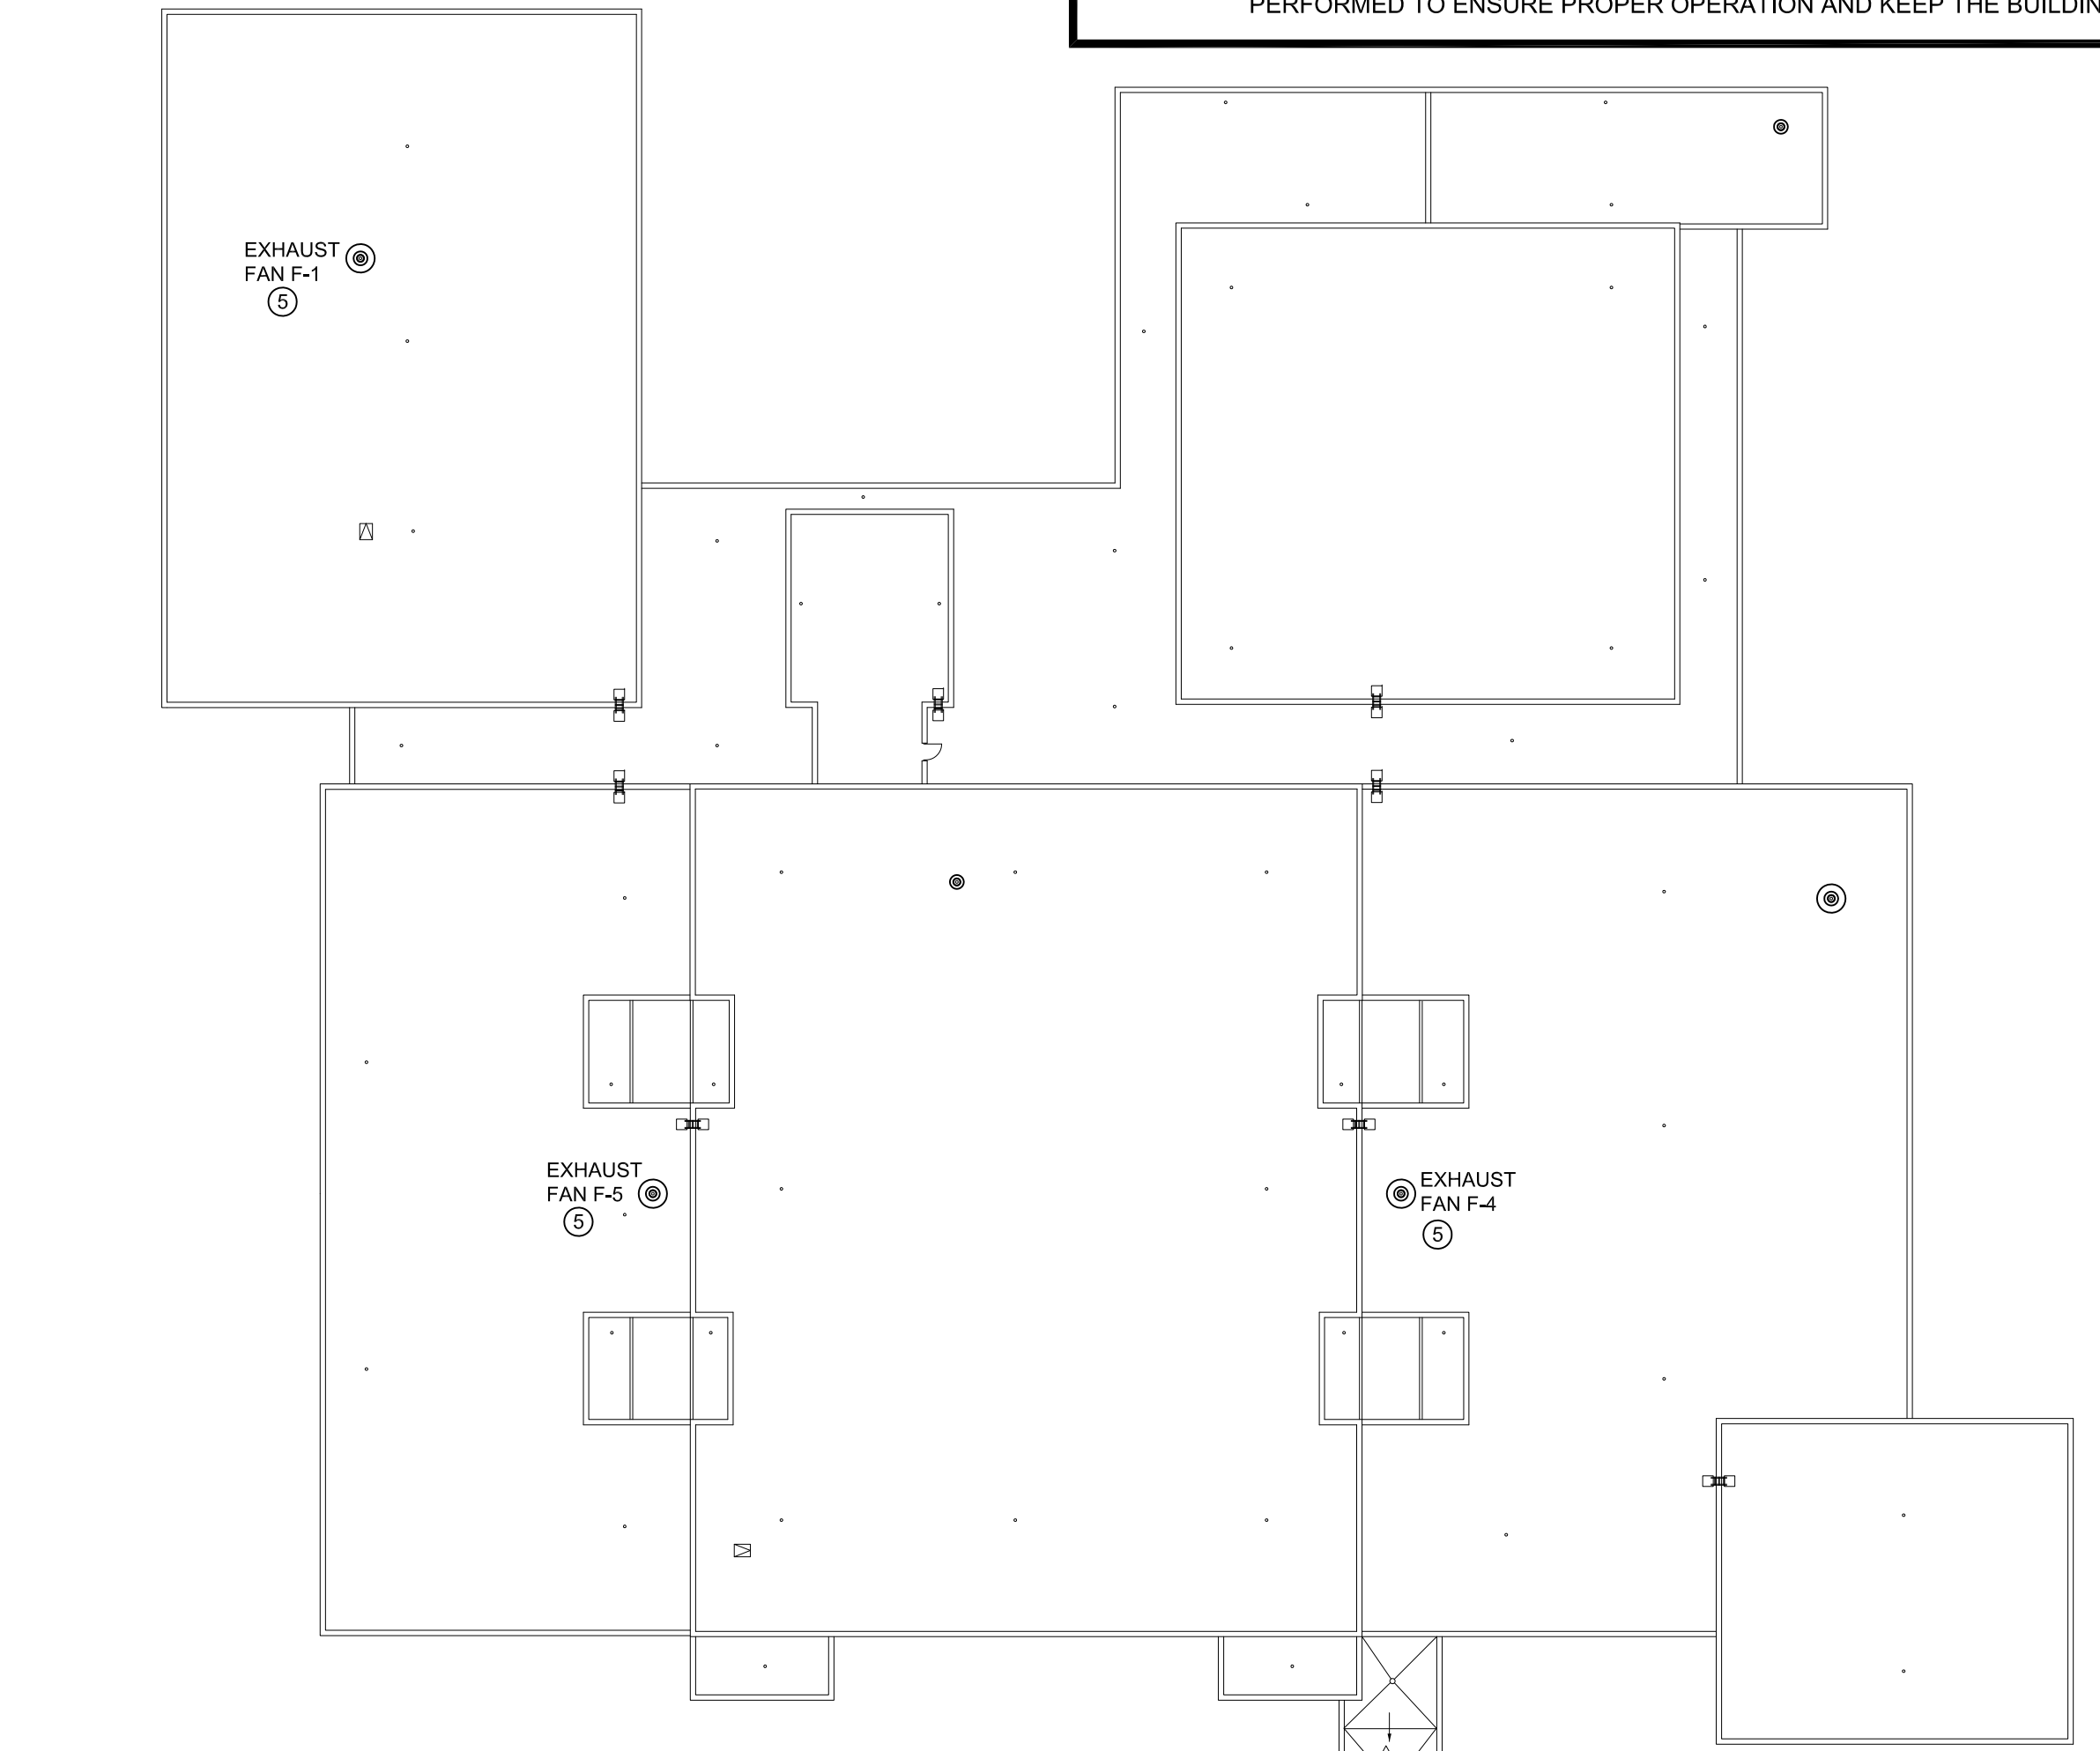 PERFORMED TO ENSURE PROPER OPERATION AND KEEP THE
EXHAUST
FAN F-1
5
EXHAUST
FAN F-5
5
EXHAUST
FAN F-4
5